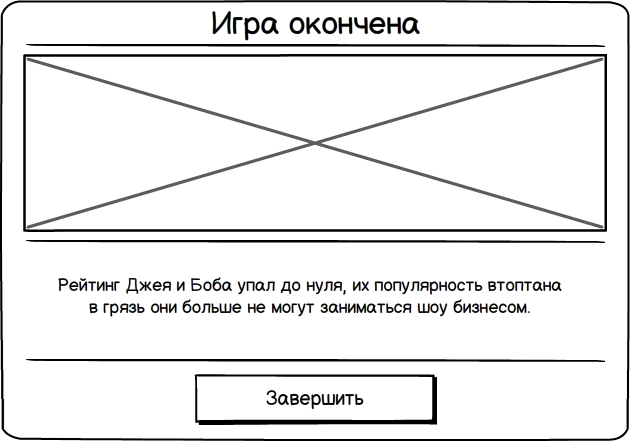 Игра окончена
Рейтинг Джея и Боба упал до нуля, их популярность втоптана
в грязь они больше не могут заниматься шоу бизнесом.
Завершить